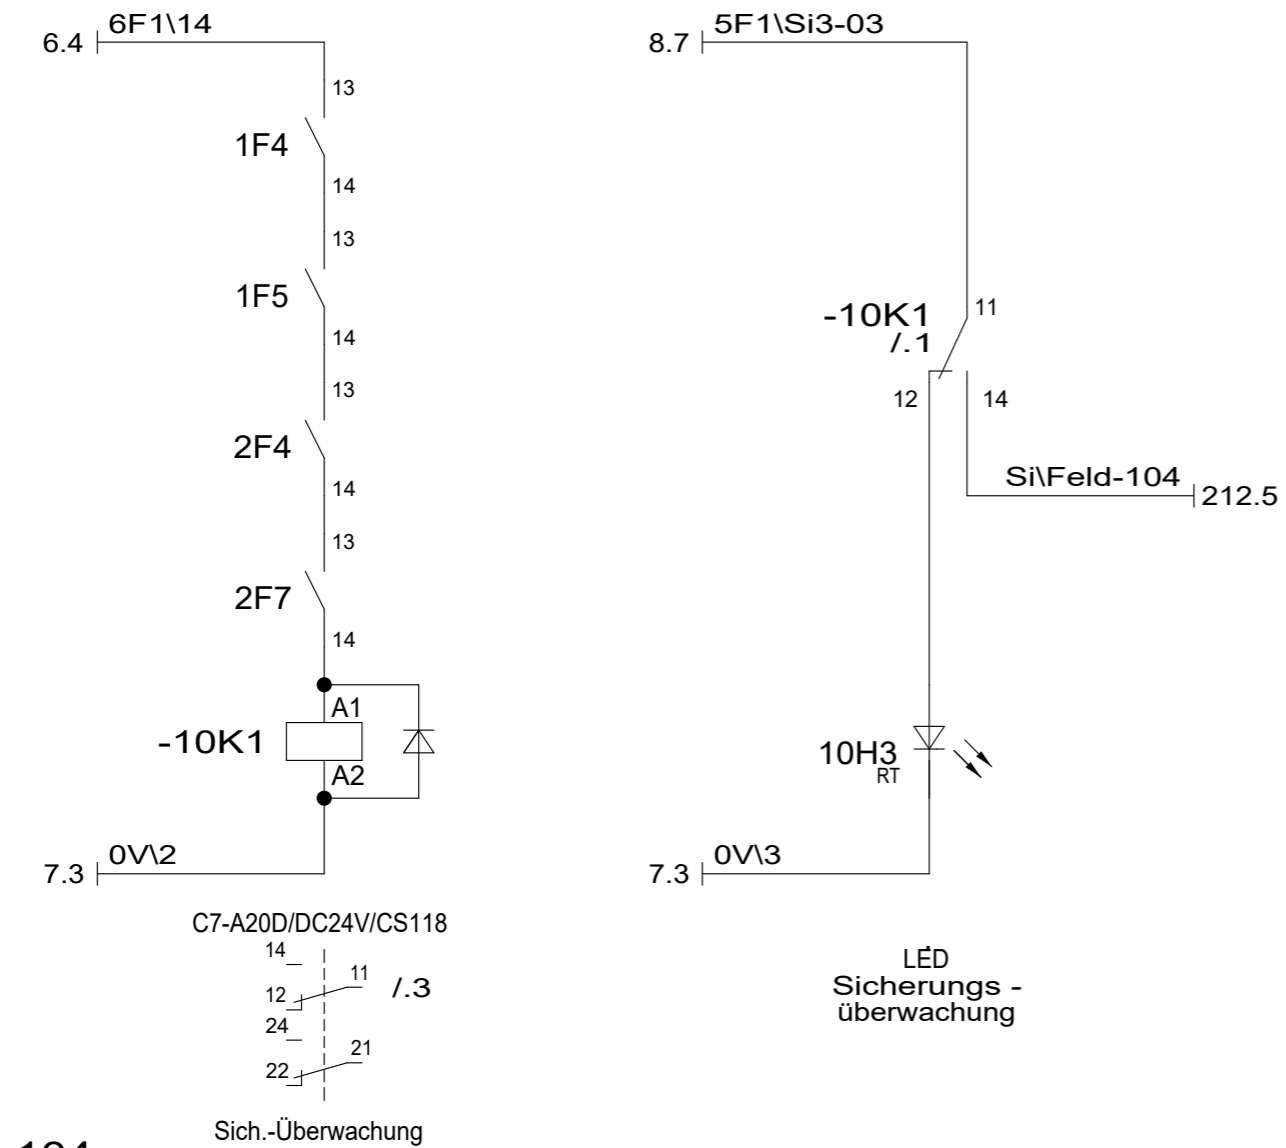 6F1\14
6.4
13
1F4
14
13
1F5
14
13
2F4
14
13
2F7
14
A1
-10K1
A2
0V\2
7.3
C7-A20D/DC24V/CS118
14
11
12
/.3
24
21
22
Sich.-Überwachung
5F1\Si3-03
8.7
11
-10K1
/.1
12
14
Si\Feld-104
212.5
10H3
RT
0V\3
7.3
LED
Sicherungs -
überwachung